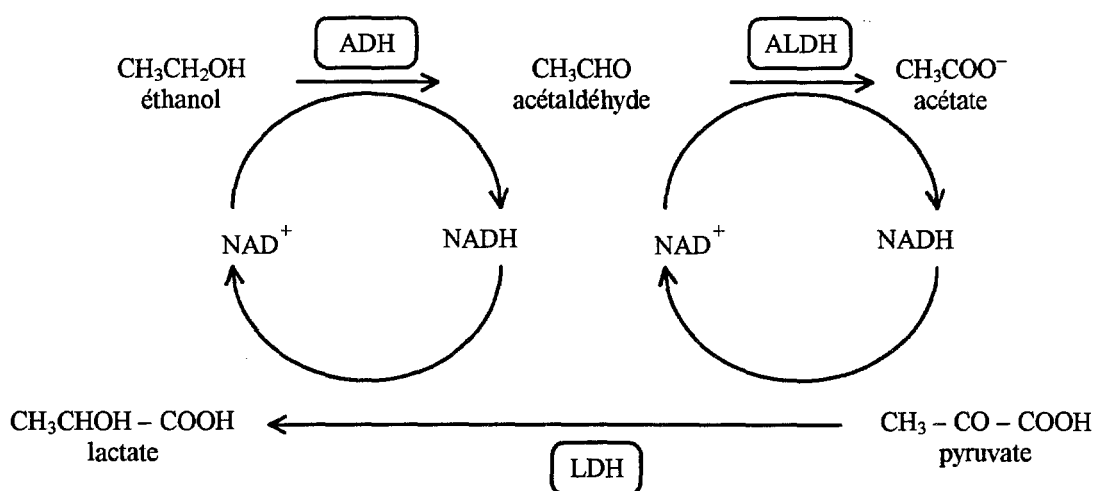 ADH
ALDH
CH₃CH₂OH
éthanol
CH₃CHO
acétaldéhyde
CH₃COO⁻
acétate
NAD⁺
NADH
NAD⁺
NADH
CH₃CHOH – COOH
lactate
CH₃ – CO – COOH
pyruvate
LDH